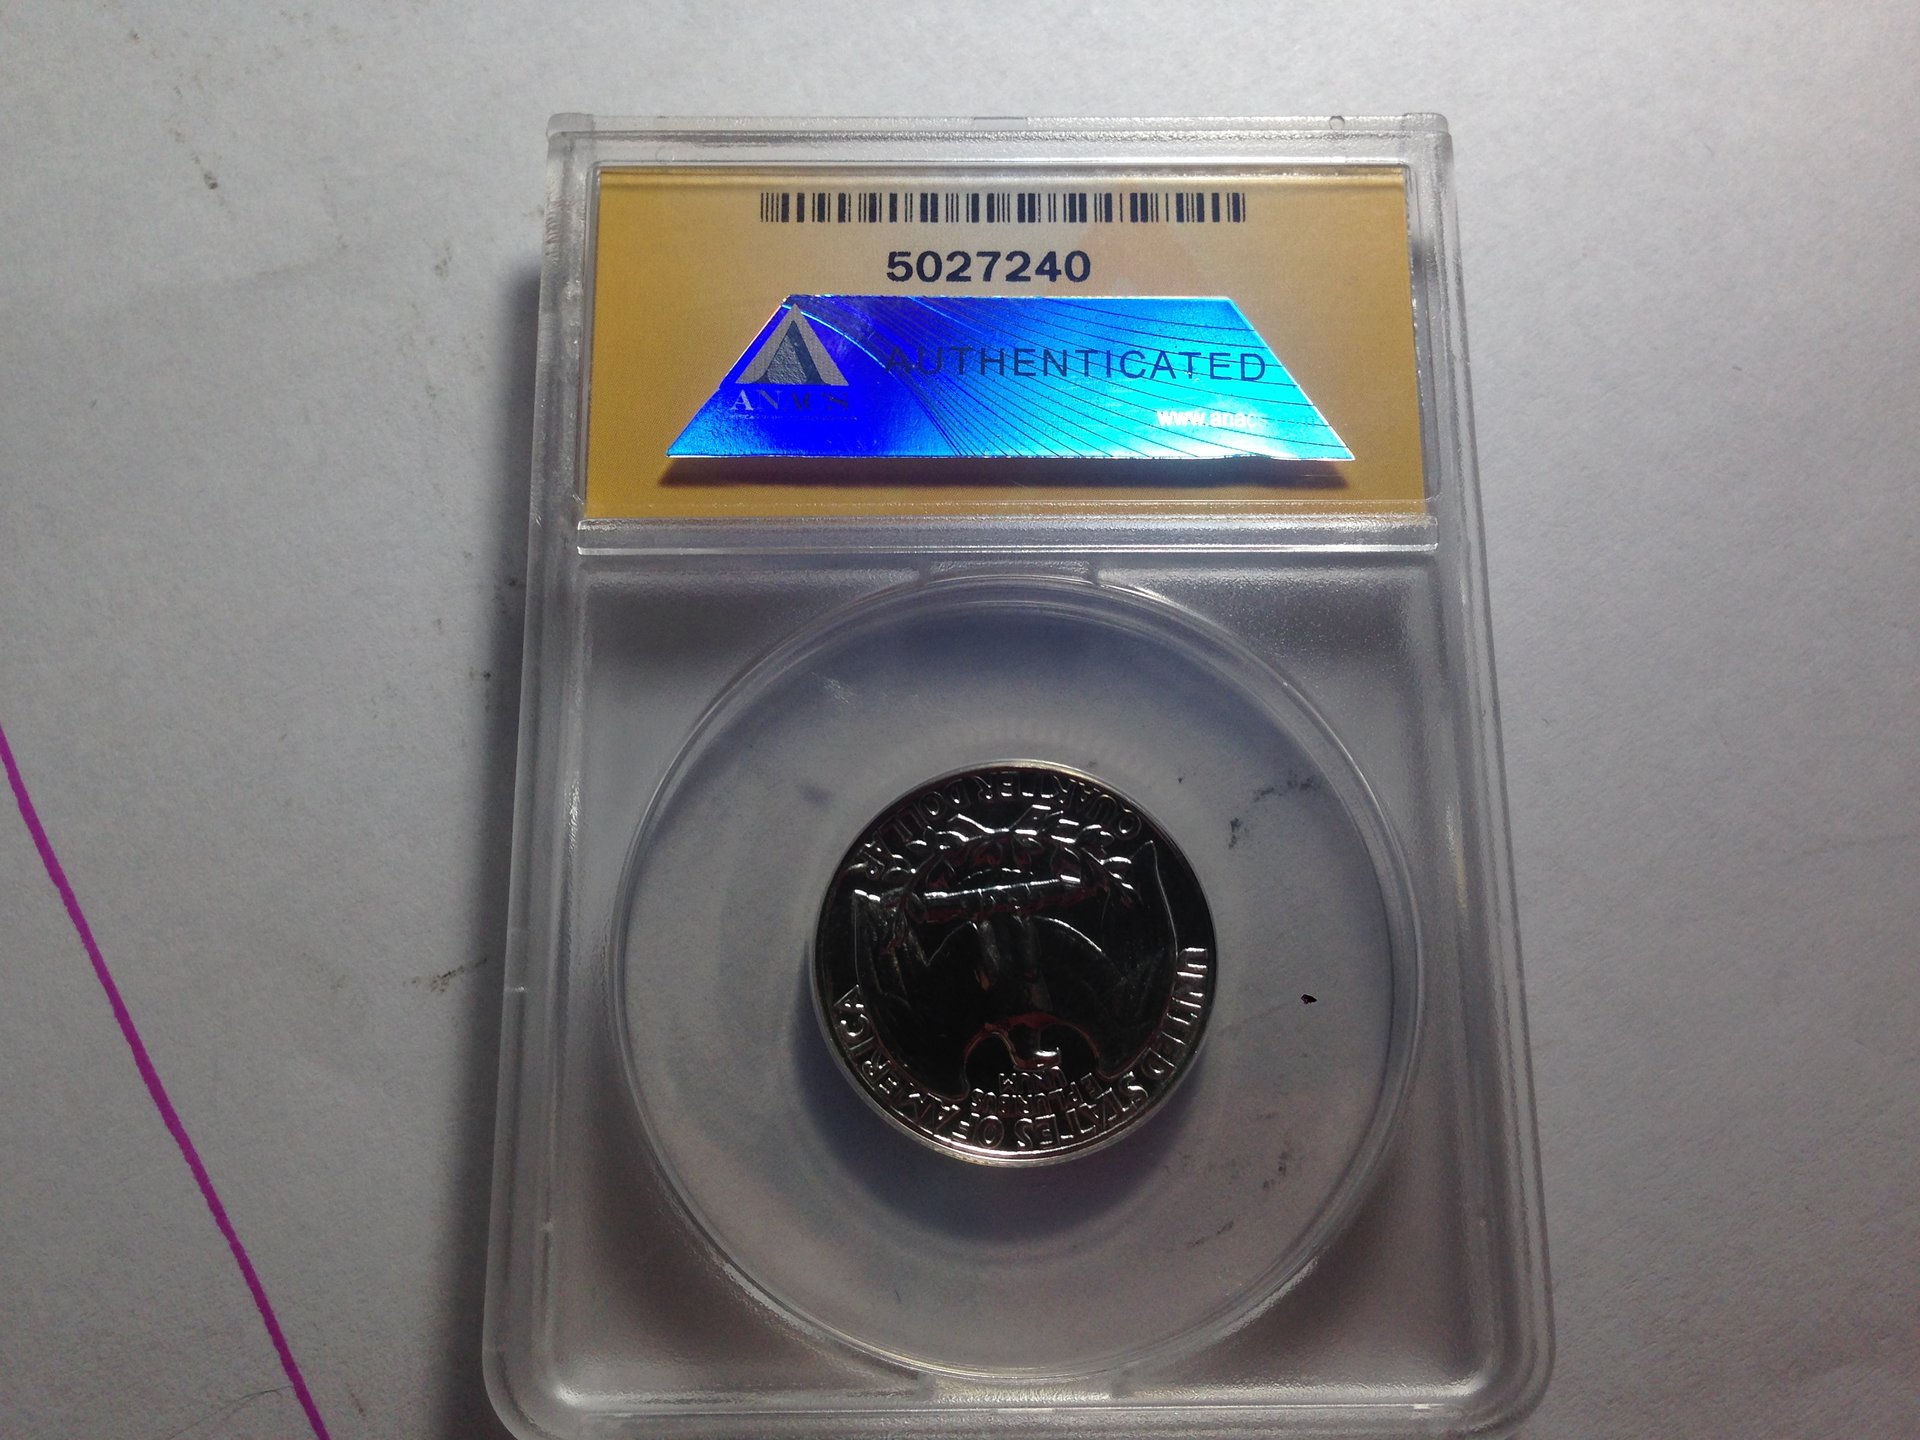 5027240
ANACS
AUTHENTICATED
www.anac
QUARTER DOLLAR
UNITED STATES OF AMERICA
E PLURIBUS
UNUM